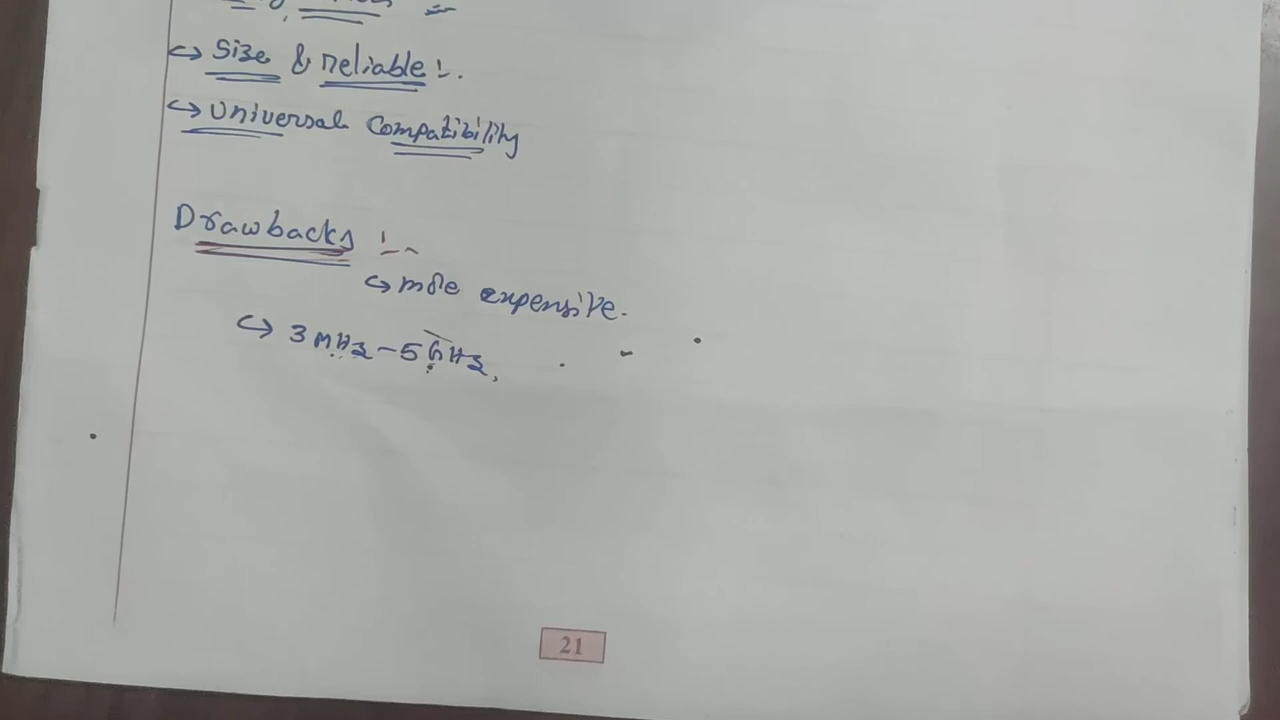 ↪ Size & reliable :.
↪ Universal Compatibility
Drawbacks :-
↪ more expensive.
↪ 3 MHz - 5 GHz,
21